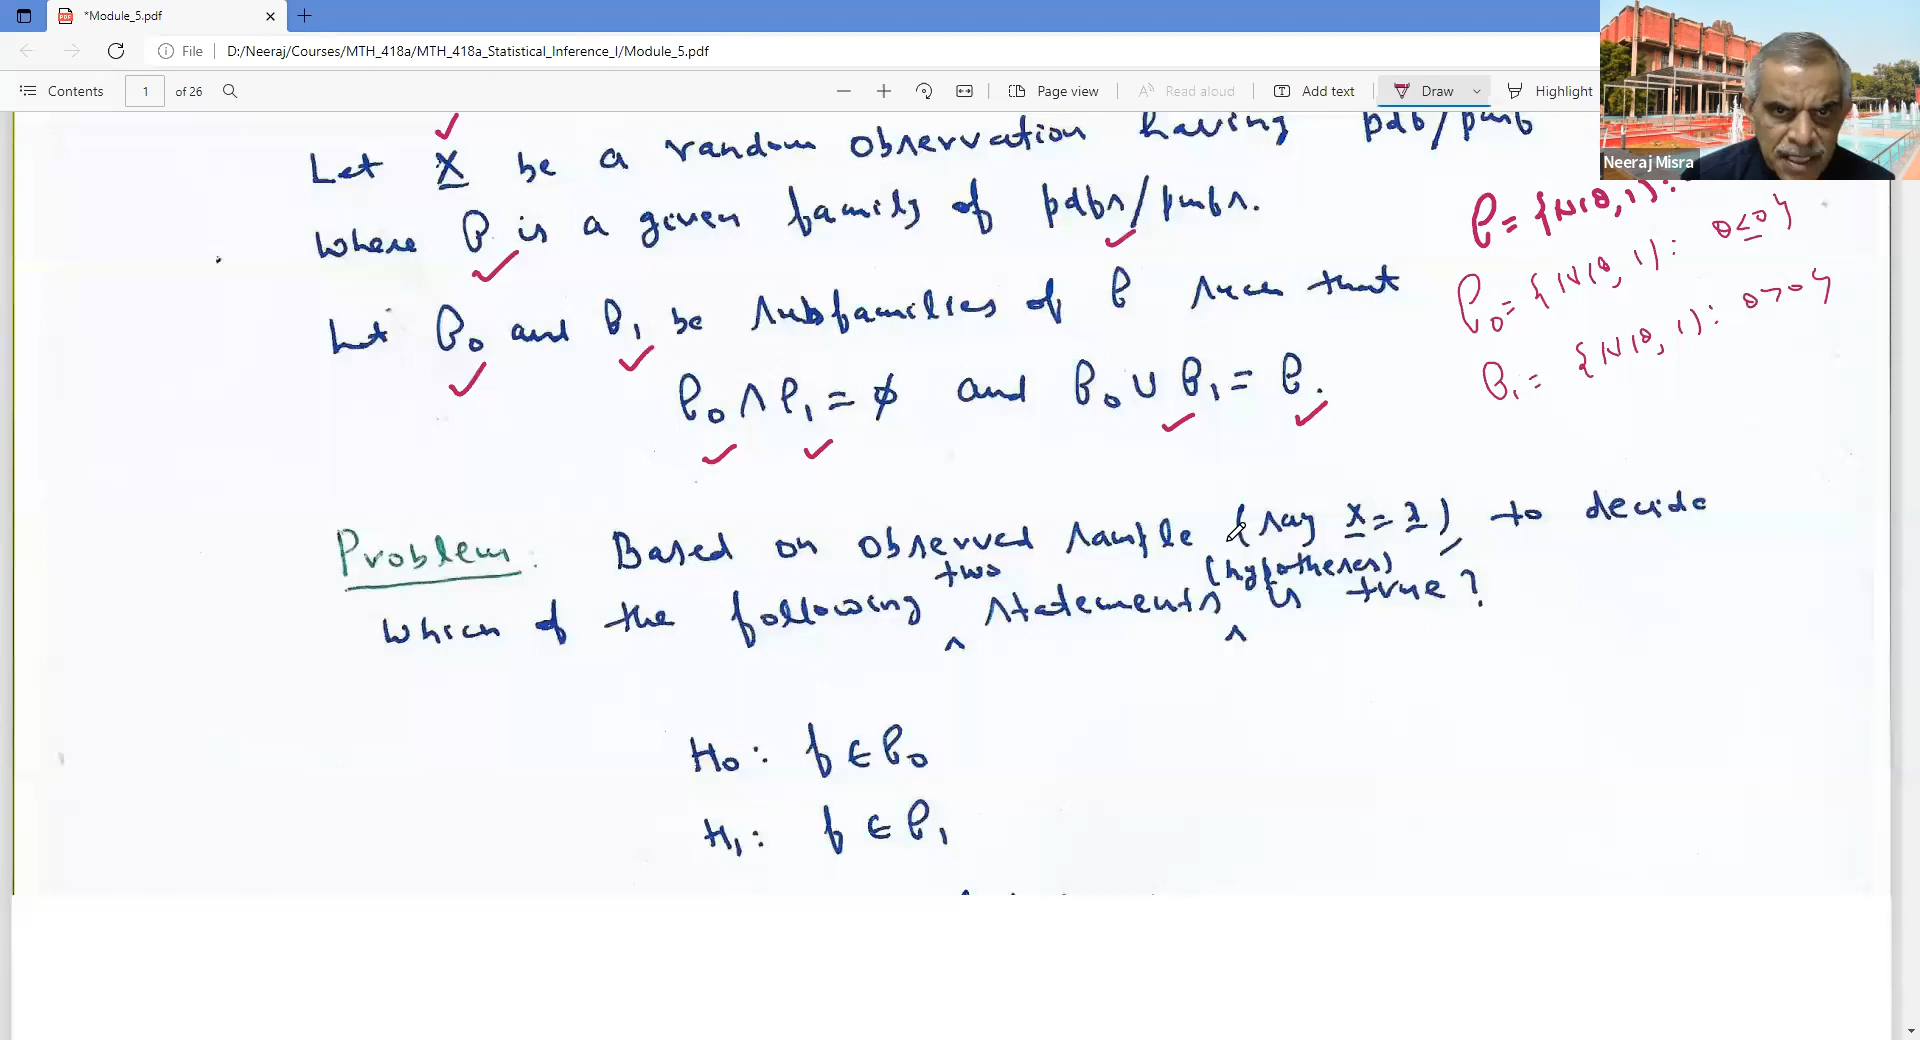 *Module_5.pdf
File D:/Neeraj/Courses/MTH_418a/MTH_418a_Statistical_Inference_I/Module_5.pdf
Contents 1 of 26 Page view Read aloud Add text Draw Highlight
Neeraj Misra
Let X be a random observation having pdf/pmf
where P is a given family of pdfs/pmfs.
P = {N(θ, 1):
P₀ = {N(θ, 1): θ ≤ 0}
P₁ = {N(θ, 1): θ > 0}
Let P₀ and P₁ be subfamilies of P such that
P₀ ∩ P₁ = ϕ and P₀ ∪ P₁ = P.
Problem: Based on observed sample (say X = x), to decide
which of the following two statements (hypotheses) is true?
H₀: f ∈ P₀
H₁: f ∈ P₁